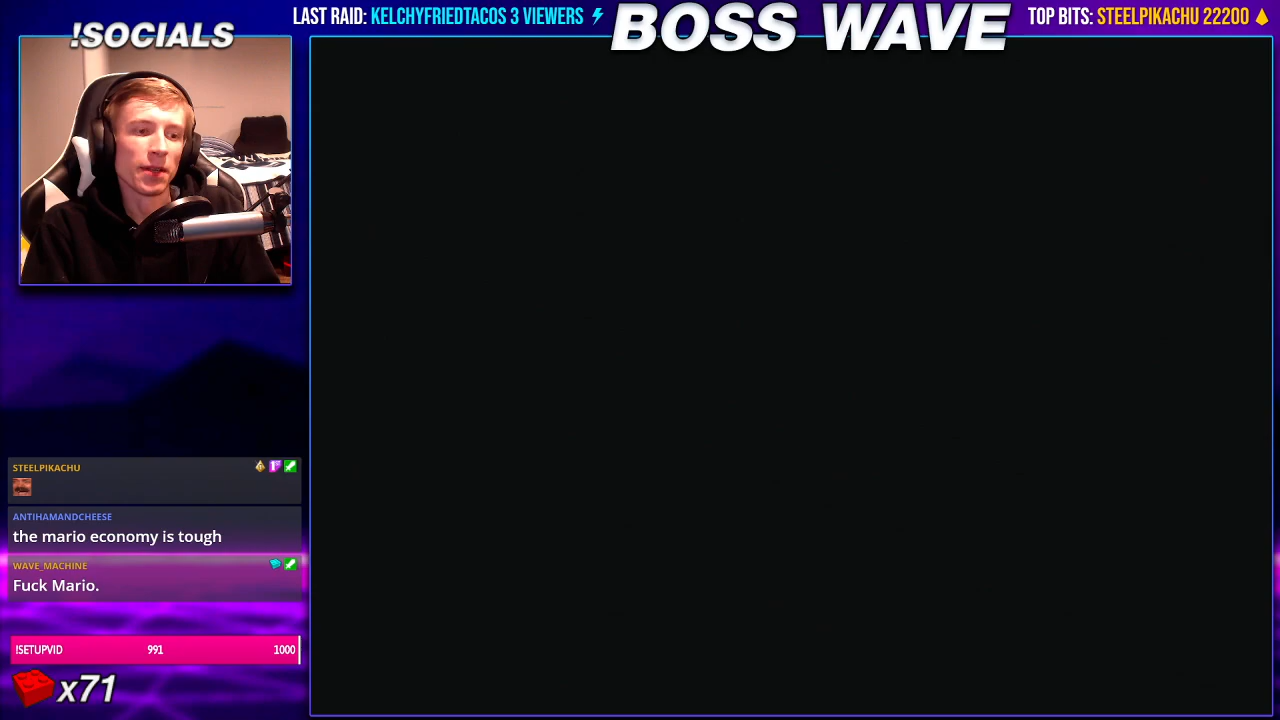 !SOCIALS
LAST RAID: KELCHYFRIEDTACOS 3 VIEWERS
BOSS WAVE
TOP BITS: STEELPIKACHU 22200
STEELPIKACHU
ANTIHAMANDCHEESE
the mario economy is tough
WAVE_MACHINE
Fuck Mario.
!SETUPVID 991 1000
x71